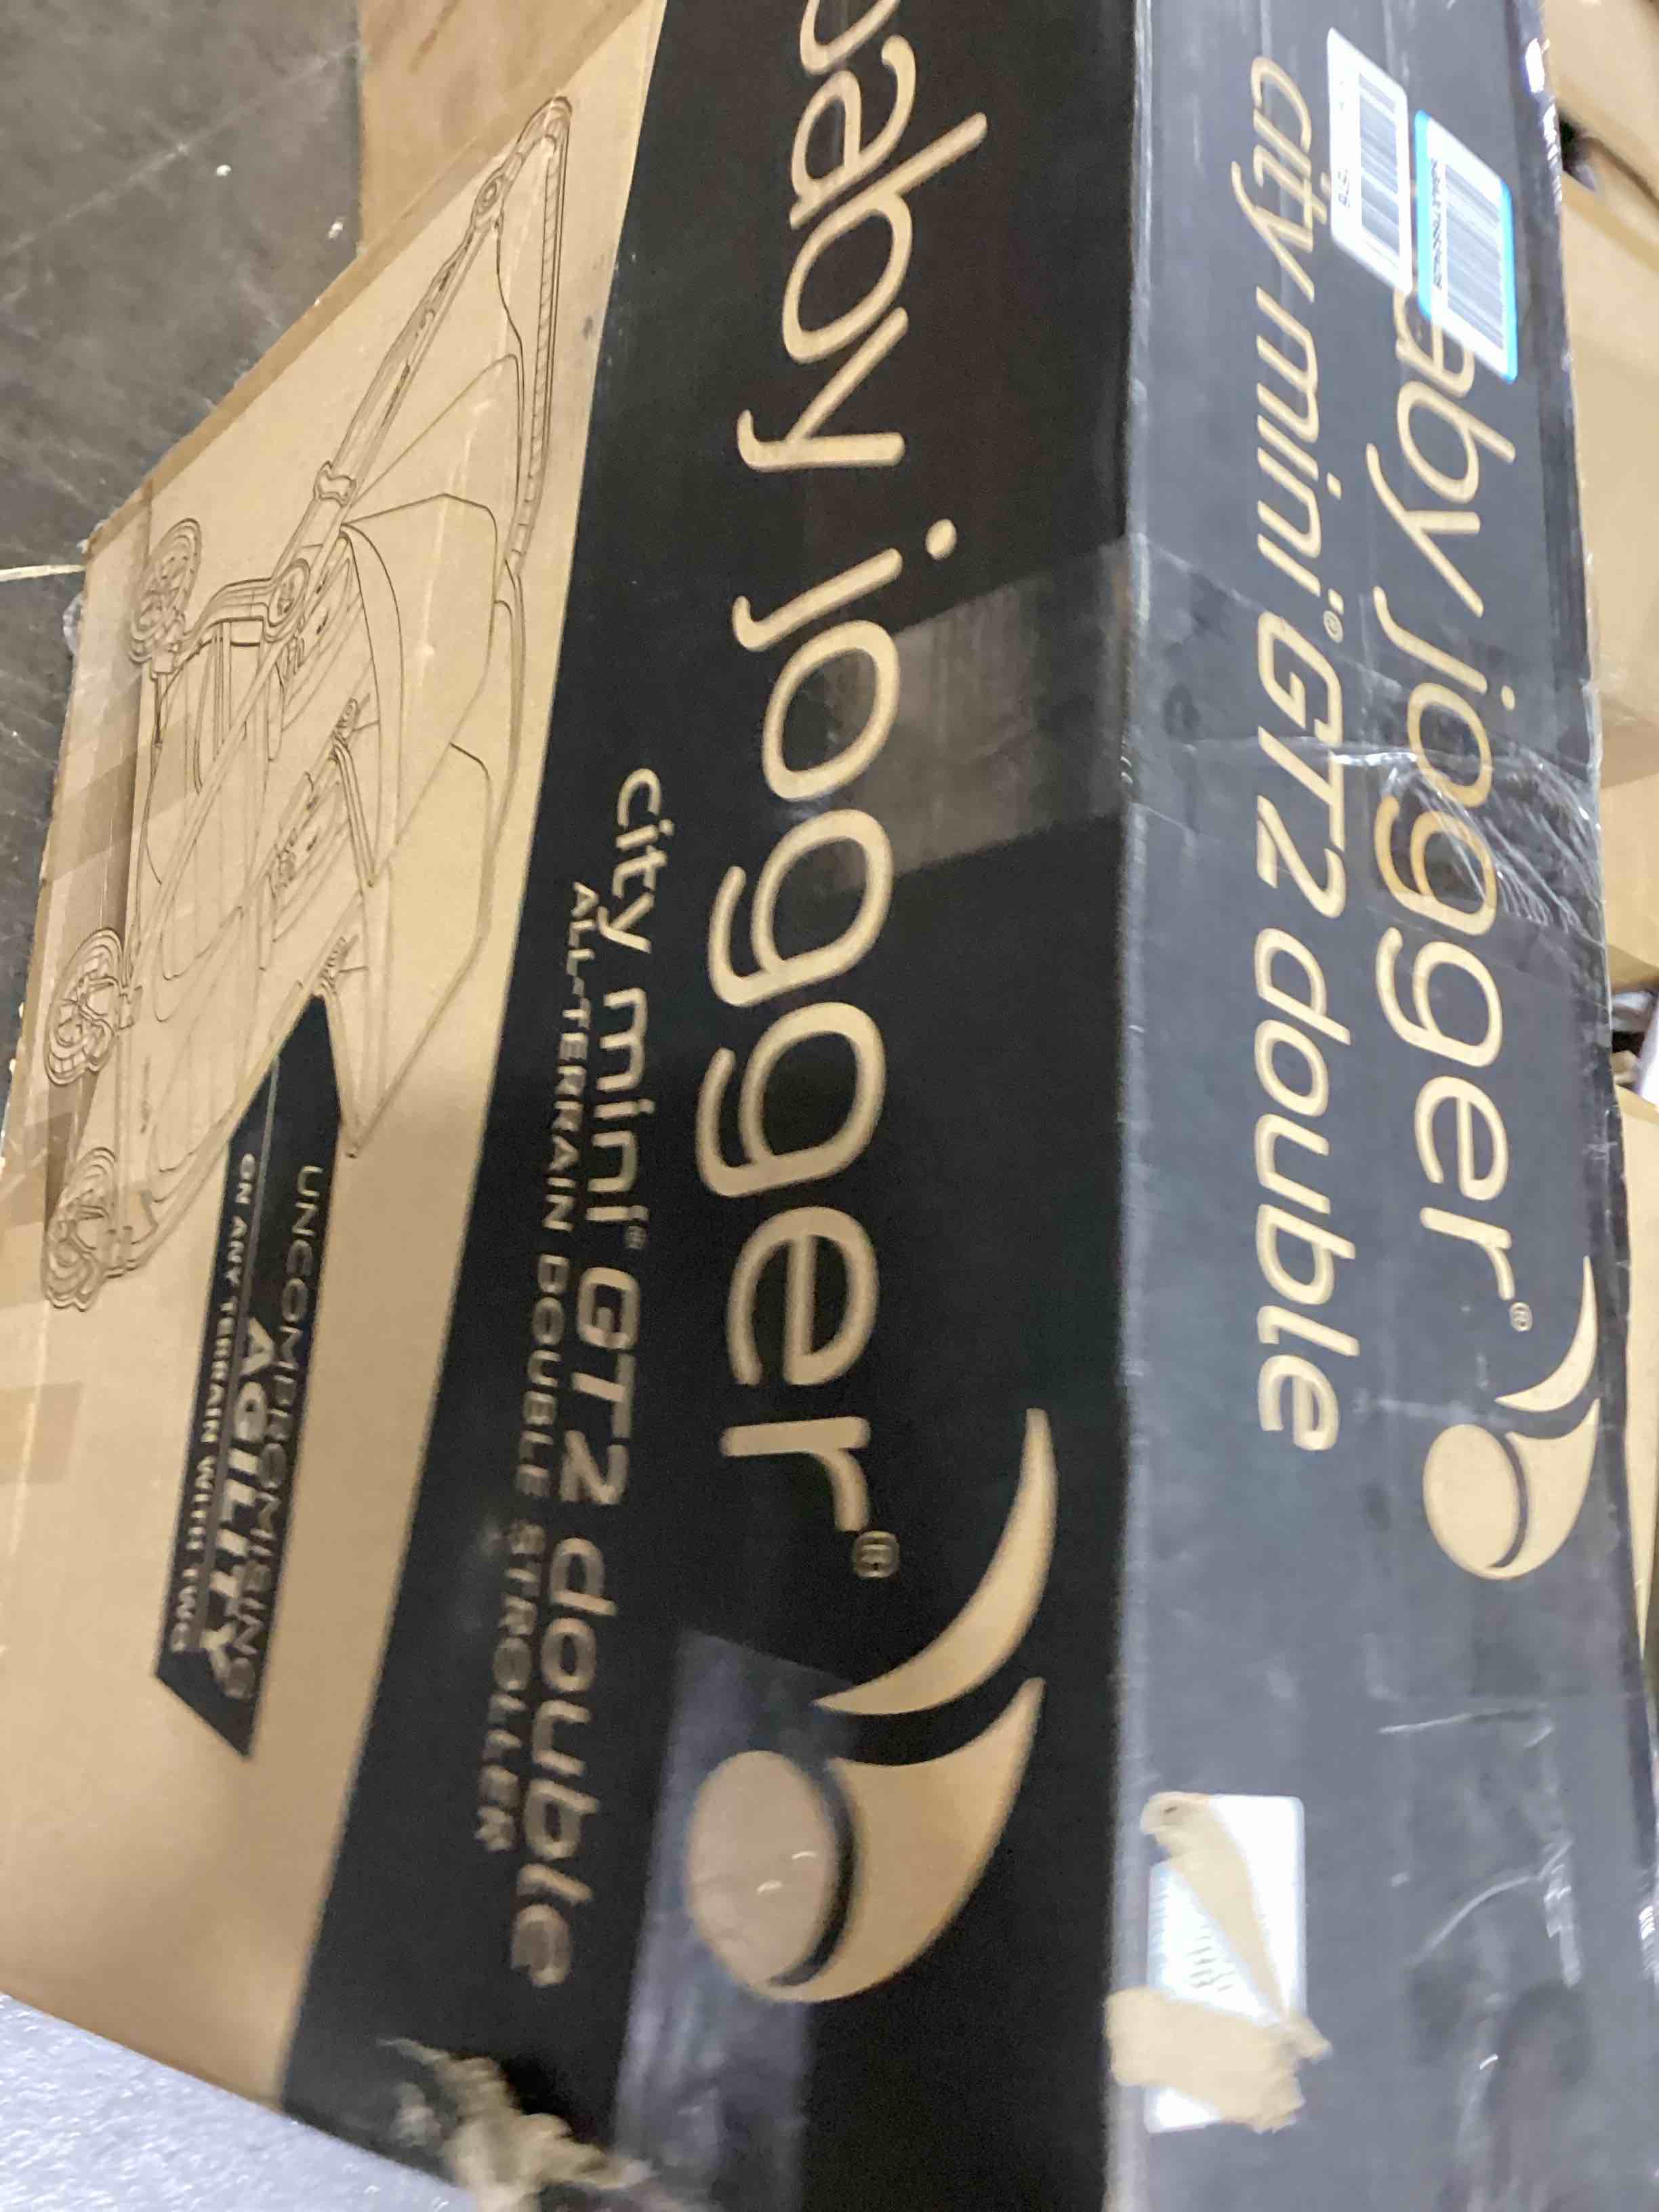 baby jogger®
city mini® GT2 double
ALL-TERRAIN DOUBLE STROLLER
UNCOMPROMISING
AGILITY
ON ANY TERRAIN WITH TWO
aby jogger®
city mini® GT2 double